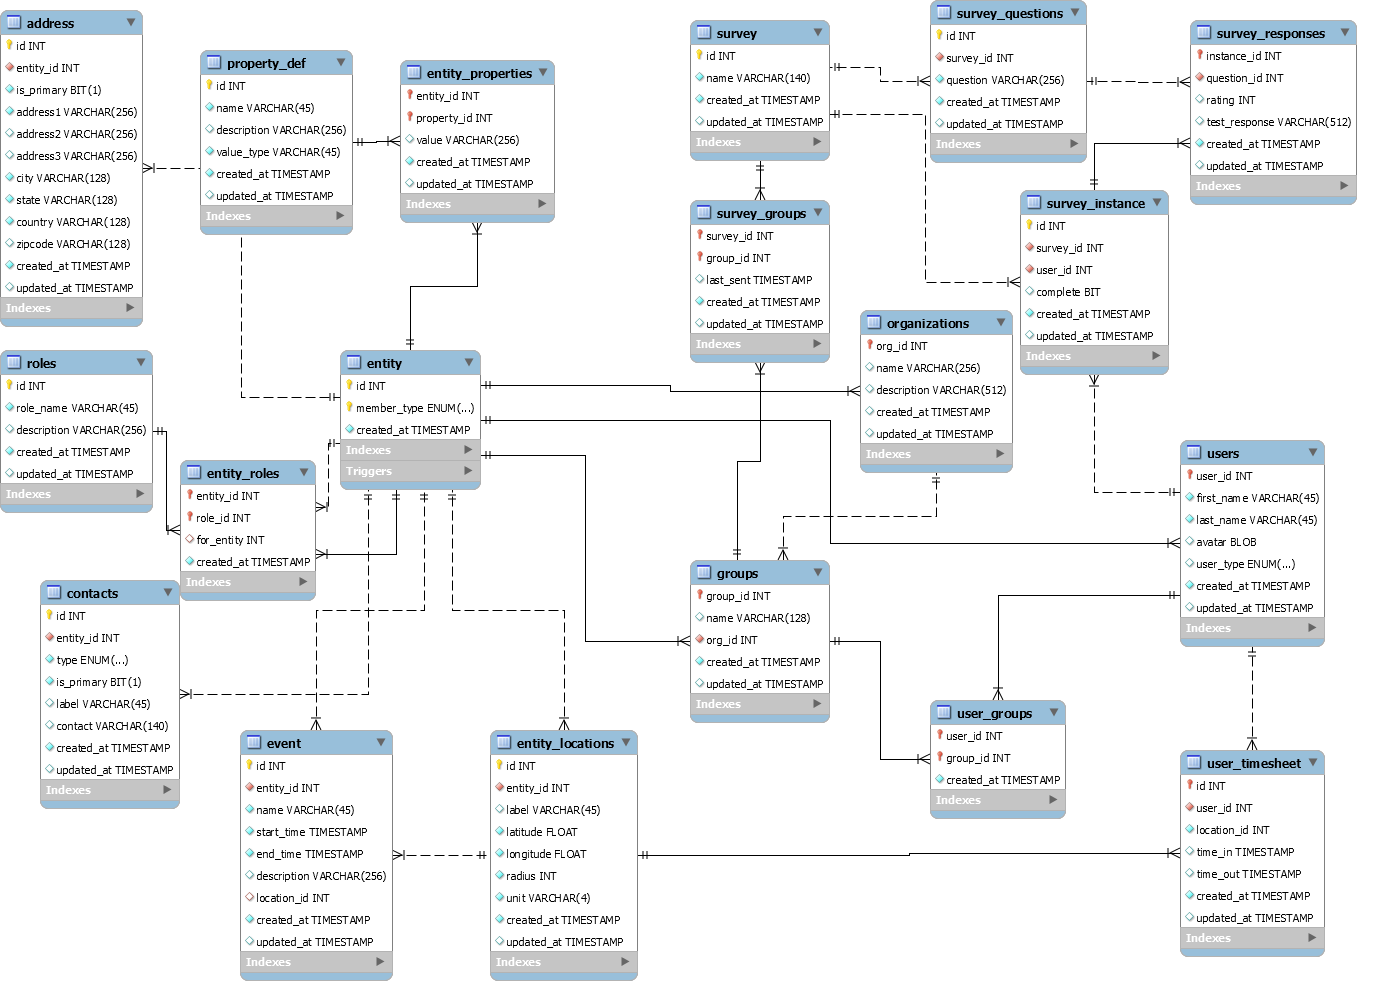 address
id INT
entity_id INT
is_primary BIT(1)
address1 VARCHAR(256)
address2 VARCHAR(256)
address3 VARCHAR(256)
city VARCHAR(128)
state VARCHAR(128)
country VARCHAR(128)
zipcode VARCHAR(128)
created_at TIMESTAMP
updated_at TIMESTAMP
Indexes
property_def
id INT
name VARCHAR(45)
description VARCHAR(256)
value_type VARCHAR(45)
created_at TIMESTAMP
updated_at TIMESTAMP
Indexes
entity_properties
entity_id INT
property_id INT
value VARCHAR(256)
created_at TIMESTAMP
updated_at TIMESTAMP
Indexes
survey
id INT
name VARCHAR(140)
created_at TIMESTAMP
updated_at TIMESTAMP
Indexes
survey_questions
id INT
survey_id INT
question VARCHAR(256)
created_at TIMESTAMP
updated_at TIMESTAMP
Indexes
survey_responses
instance_id INT
question_id INT
rating INT
test_response VARCHAR(512)
created_at TIMESTAMP
updated_at TIMESTAMP
Indexes
survey_groups
survey_id INT
group_id INT
last_sent TIMESTAMP
created_at TIMESTAMP
updated_at TIMESTAMP
Indexes
survey_instance
id INT
survey_id INT
user_id INT
complete BIT
created_at TIMESTAMP
updated_at TIMESTAMP
Indexes
organizations
org_id INT
name VARCHAR(256)
description VARCHAR(512)
created_at TIMESTAMP
updated_at TIMESTAMP
Indexes
roles
id INT
role_name VARCHAR(45)
description VARCHAR(256)
created_at TIMESTAMP
updated_at TIMESTAMP
Indexes
entity
id INT
member_type ENUM(...)
created_at TIMESTAMP
Indexes
Triggers
entity_roles
entity_id INT
role_id INT
for_entity INT
created_at TIMESTAMP
Indexes
users
user_id INT
first_name VARCHAR(45)
last_name VARCHAR(45)
avatar BLOB
user_type ENUM(...)
created_at TIMESTAMP
updated_at TIMESTAMP
Indexes
contacts
id INT
entity_id INT
type ENUM(...)
is_primary BIT(1)
label VARCHAR(45)
contact VARCHAR(140)
created_at TIMESTAMP
updated_at TIMESTAMP
Indexes
groups
group_id INT
name VARCHAR(128)
org_id INT
created_at TIMESTAMP
updated_at TIMESTAMP
Indexes
event
id INT
entity_id INT
name VARCHAR(45)
start_time TIMESTAMP
end_time TIMESTAMP
description VARCHAR(256)
location_id INT
created_at TIMESTAMP
updated_at TIMESTAMP
Indexes
entity_locations
id INT
entity_id INT
label VARCHAR(45)
latitude FLOAT
longitude FLOAT
radius INT
unit VARCHAR(4)
created_at TIMESTAMP
updated_at TIMESTAMP
Indexes
user_groups
user_id INT
group_id INT
created_at TIMESTAMP
Indexes
user_timesheet
id INT
user_id INT
location_id INT
time_in TIMESTAMP
time_out TIMESTAMP
created_at TIMESTAMP
updated_at TIMESTAMP
Indexes